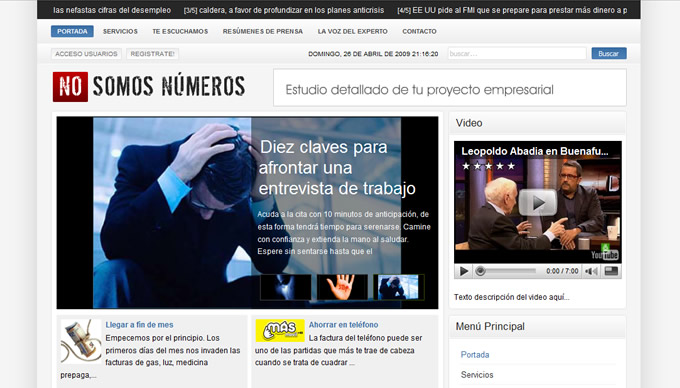 las nefastas cifras del desempleo [3/5] caldera, a favor de profundizar en los planes anticrisis [4/5] EE UU pide al FMI que se prepare para prestar más dinero a p
PORTADA SERVICIOS TE ESCUCHAMOS RESÚMENES DE PRENSA LA VOZ DEL EXPERTO CONTACTO
ACCESO USUARIOS REGISTRATE! DOMINGO, 26 DE ABRIL DE 2009 21:16:20 buscar... Buscar
NO SOMOS NÚMEROS
Estudio detallado de tu proyecto empresarial
Diez claves para
afrontar una
entrevista de trabajo
Acuda a la cita con 10 minutos de anticipación, de
esta forma tendrá tiempo para serenarse. Camine
con confianza y extienda la mano al saludar.
Espere sin sentarse hasta que el
Video
Leopoldo Abadia en Buenafu...
YouTube
0:00 / 7:00
Texto descripción del video aquí...
Llegar a fin de mes
Empecemos por el principio. Los
primeros días del mes nos invaden las
facturas de gas, luz, medicina
prepaga,...
MÁS
Ahorrar en teléfono
La factura del teléfono puede ser
uno de las partidas que más te trae de cabeza
cuando se trata de cuadrar ...
Menú Principal
Portada
Servicios